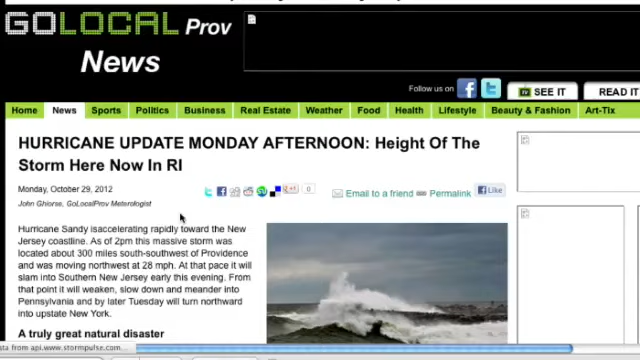 GOLOCAL Prov
News
Follow us on
SEE IT
READ IT
Home News Sports Politics Business Real Estate Weather Food Health Lifestyle Beauty & Fashion Art-Tix
HURRICANE UPDATE MONDAY AFTERNOON: Height Of The
Storm Here Now In RI
Monday, October 29, 2012
0
Email to a friend
Permalink
Like
John Ghiorse, GoLocalProv Meterologist
Hurricane Sandy isaccelerating rapidly toward the New
Jersey coastline. As of 2pm this massive storm was
located about 300 miles south-southwest of Providence
and was moving northwest at 28 mph. At that pace it will
slam into Southern New Jersey early this evening. From
that point it will weaken, slow down and meander into
Pennsylvania and by later Tuesday will turn northward
into upstate New York.
A truly great natural disaster
ata from api.www.stormpulse.com...